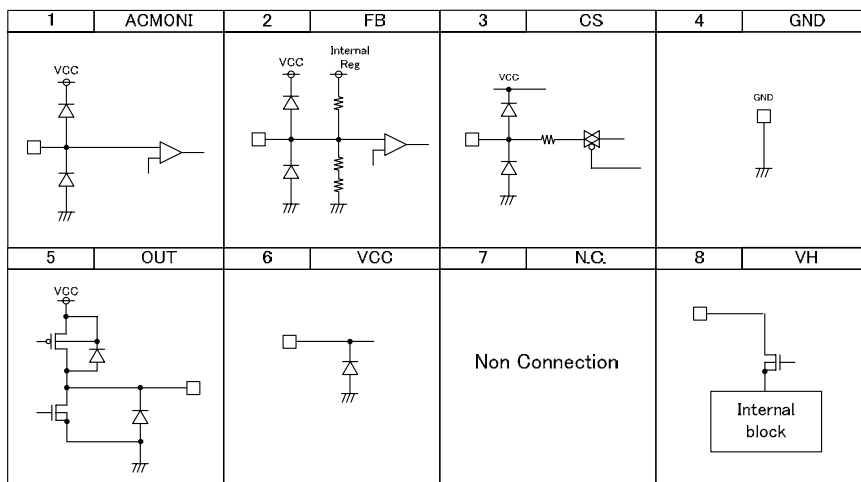 1 ACMONI 2 FB 3 CS 4 GND
VCC
VCC
Internal
Reg
VCC
GND
5 OUT 6 VCC 7 N.C. 8 VH
VCC
Non Connection
Internal
block